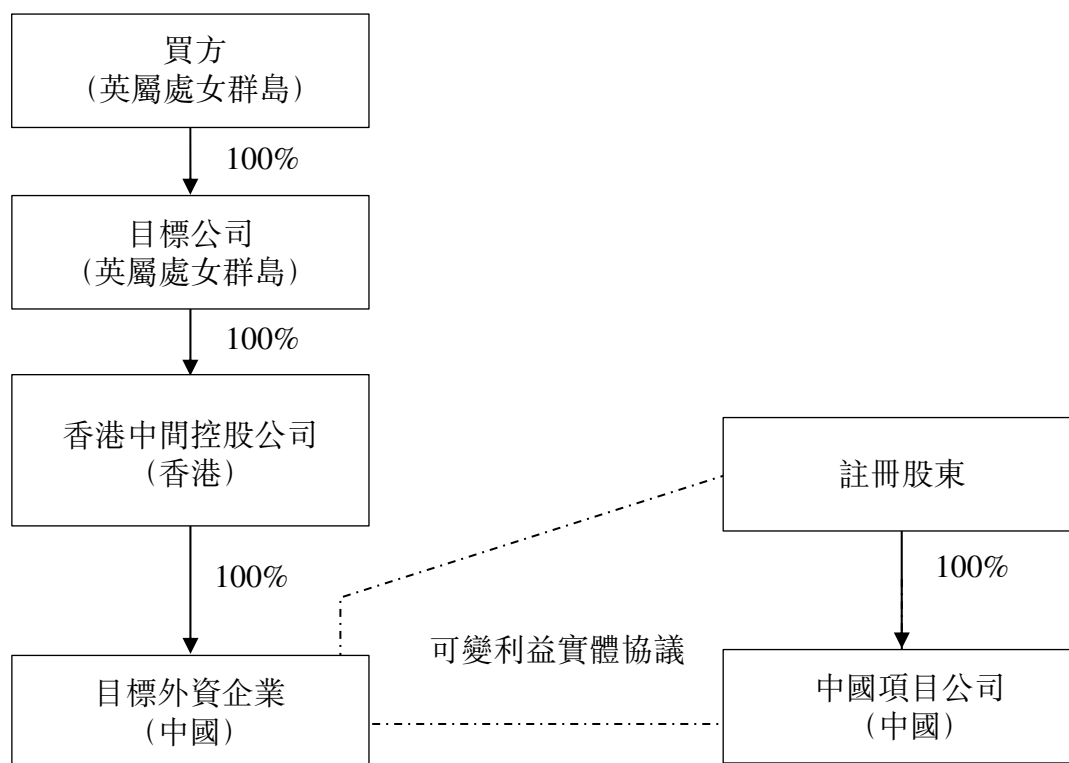 買方
（英屬處女群島）
100%
目標公司
（英屬處女群島）
100%
香港中間控股公司
（香港）
註冊股東
100%
100%
可變利益實體協議
目標外資企業
（中國）
中國項目公司
（中國）